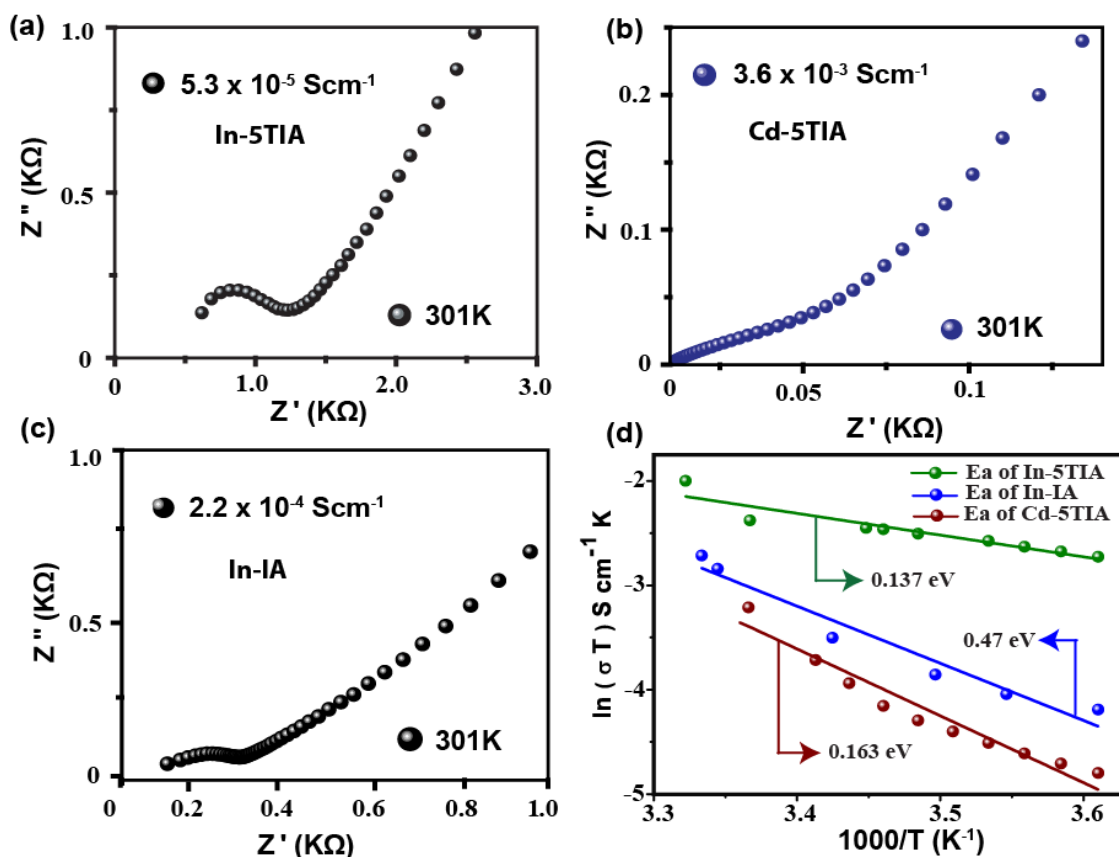 (a)
1.0
5.3 x 10⁻⁵ Scm⁻¹
In-5TIA
0.5
Z '' (KΩ)
301K
0
0 1.0 2.0 3.0
Z ' (KΩ)
(b)
3.6 x 10⁻³ Scm⁻¹
0.2
Cd-5TIA
Z'' (KΩ)
0.1
301K
0
0 0.05 0.1
Z ' (KΩ)
(c)
1.0
2.2 x 10⁻⁴ Scm⁻¹
In-IA
Z'' (KΩ)
0.5
301K
0
0 0.2 0.4 0.6 0.8 1.0
Z ' (KΩ)
(d)
-2
Ea of In-5TIA
Ea of In-IA
Ea of Cd-5TIA
0.137 eV
-3
ln ( σ T ) S cm⁻¹ K
0.47 eV
-4
0.163 eV
-5
3.3 3.4 3.5 3.6
1000/T (K⁻¹)